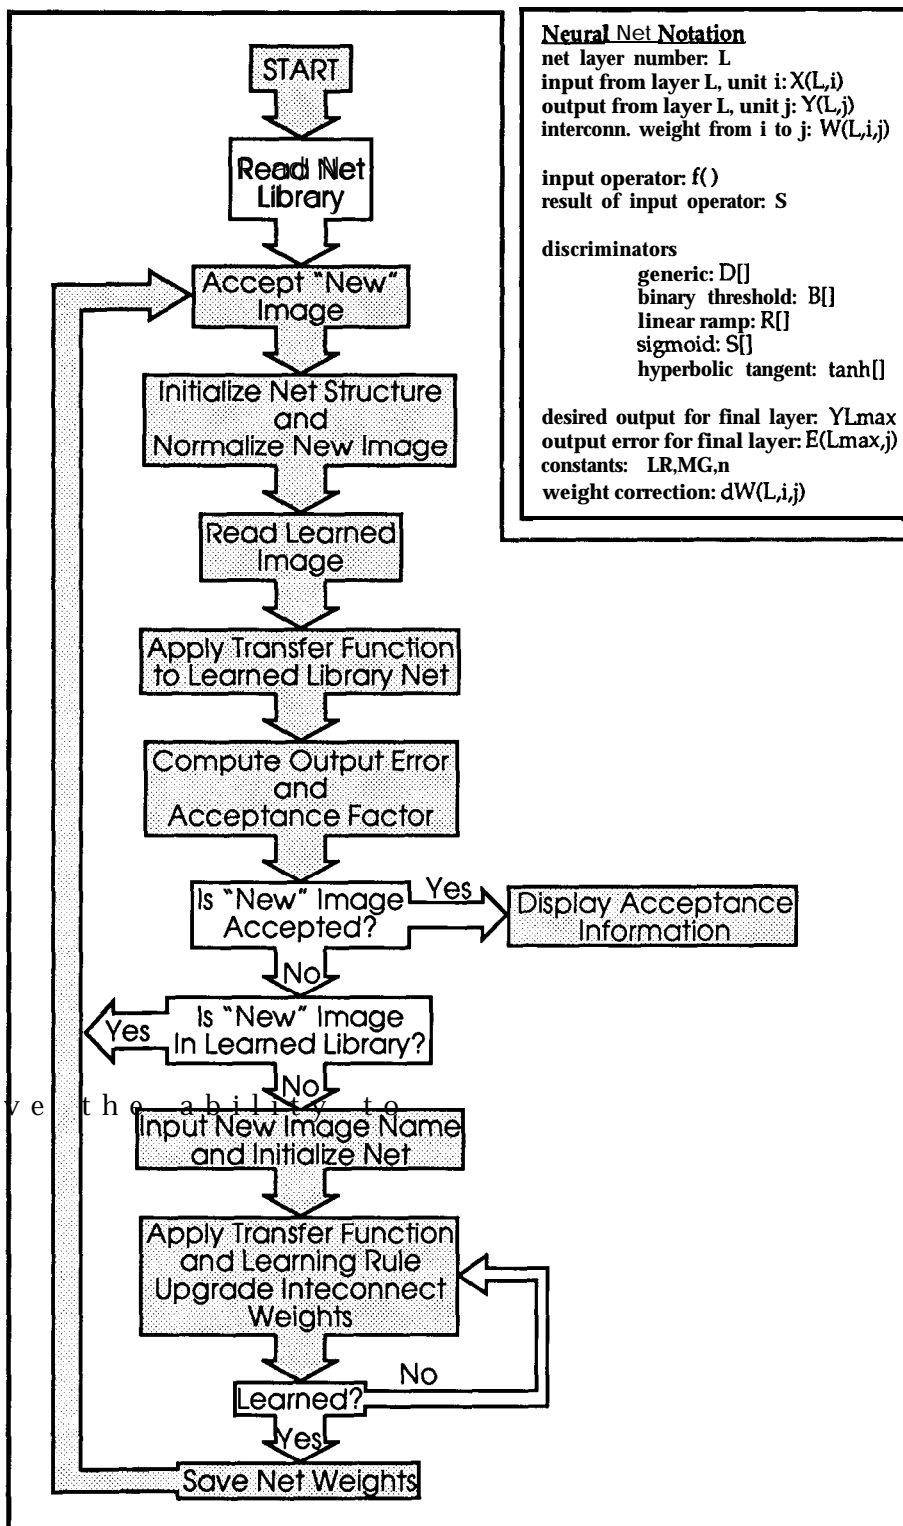 START
Read Net
Library
Accept "New"
Image
Initialize Net Structure
and
Normalize New Image
Read Learned
Image
Apply Transfer Function
to Learned Library Net
Compute Output Error
and
Acceptance Factor
Is "New" Image
Accepted?
Yes
Display Acceptance
Information
No
Is "New" Image
In Learned Library?
Yes
No
ve the ability to
Input New Image Name
and Initialize Net
Apply Transfer Function
and Learning Rule
Upgrade Inteconnect
Weights
No
Learned?
Yes
Save Net Weights
Neural Net Notation
net layer number: L
input from layer L, unit i: X(L,i)
output from layer L, unit j: Y(L,j)
interconn. weight from i to j: W(L,i,j)
input operator: f()
result of input operator: S
discriminators
generic: D[]
binary threshold: B[]
linear ramp: R[]
sigmoid: S[]
hyperbolic tangent: tanh[]
desired output for final layer: YLmax
output error for final layer: E(Lmax,j)
constants: LR,MG,n
weight correction: dW(L,i,j)